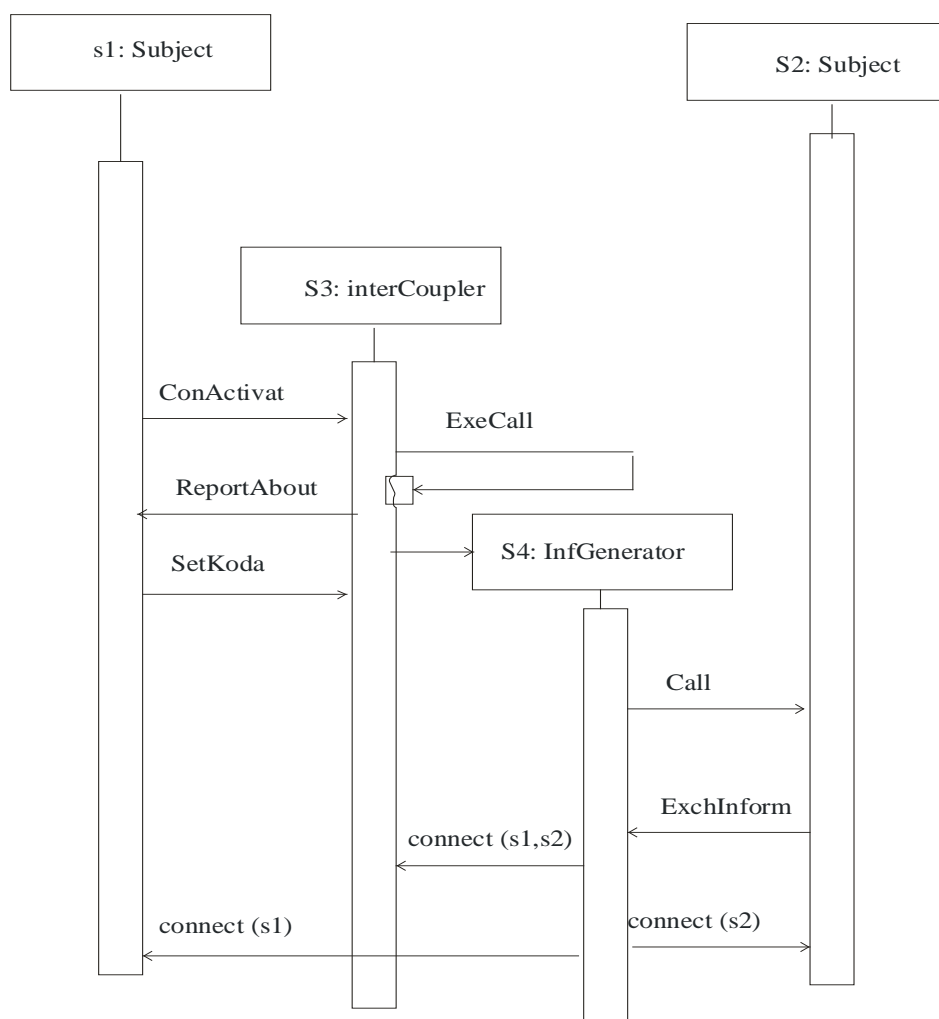 s1: Subject
S2: Subject
S3: interCoupler
ConActivat
ExeCall
ReportAbout
S4: InfGenerator
SetKoda
Call
ExchInform
connect (s1,s2)
connect (s1)
connect (s2)